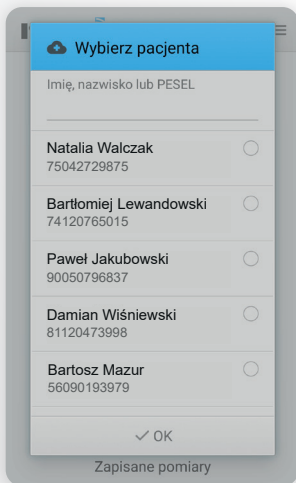 Wybierz pacjenta
Imię, nazwisko lub PESEL
Natalia Walczak
75042729875
Bartłomiej Lewandowski
74120765015
Paweł Jakubowski
90050796837
Damian Wiśniewski
81120473998
Bartosz Mazur
56090193979
OK
Zapisane pomiary